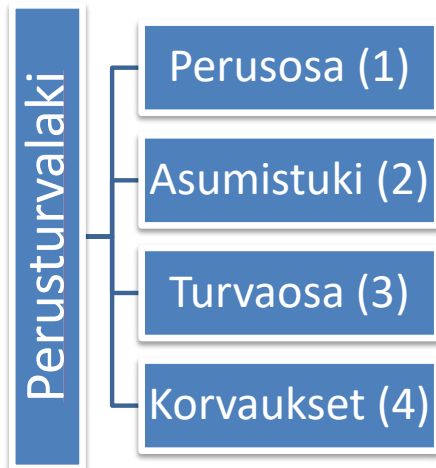 Perusturvalaki
Perusosa (1)
Asumistuki (2)
Turvaosa (3)
Korvaukset (4)